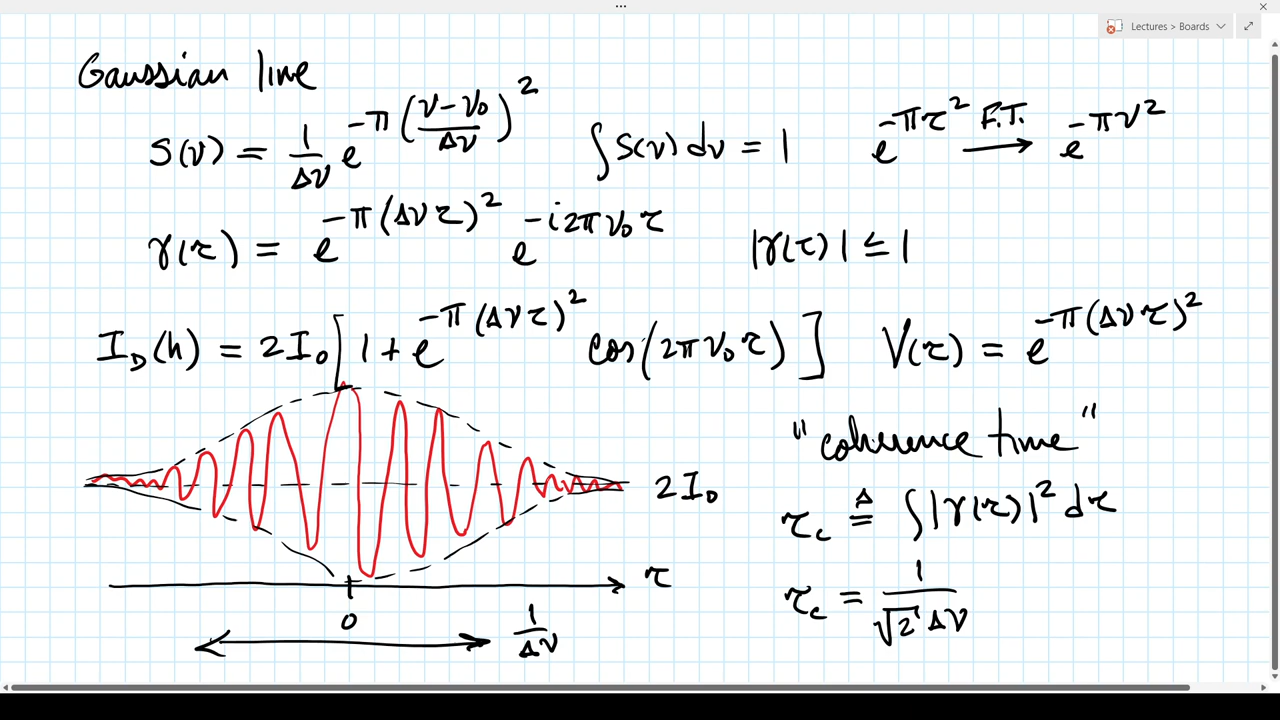 ...
Lectures > Boards
Gaussian line
S(ν) = 1/Δν e^{-π((ν-ν₀)/Δν)²} ∫S(ν)dν = 1 e^{-πτ²} F.T.→ e^{-πν²}
γ(τ) = e^{-π(Δντ)²} e^{-i2πν₀τ} |γ(τ)| ≤ 1
I_D(h) = 2I₀[1 + e^{-π(Δντ)²} cos(2πν₀τ)] V(τ) = e^{-π(Δντ)²}
"coherence time"
2I₀
τ_c ≜ ∫|γ(τ)|² dτ
τ
τ_c = 1/(√2 Δν)
0
1/Δν